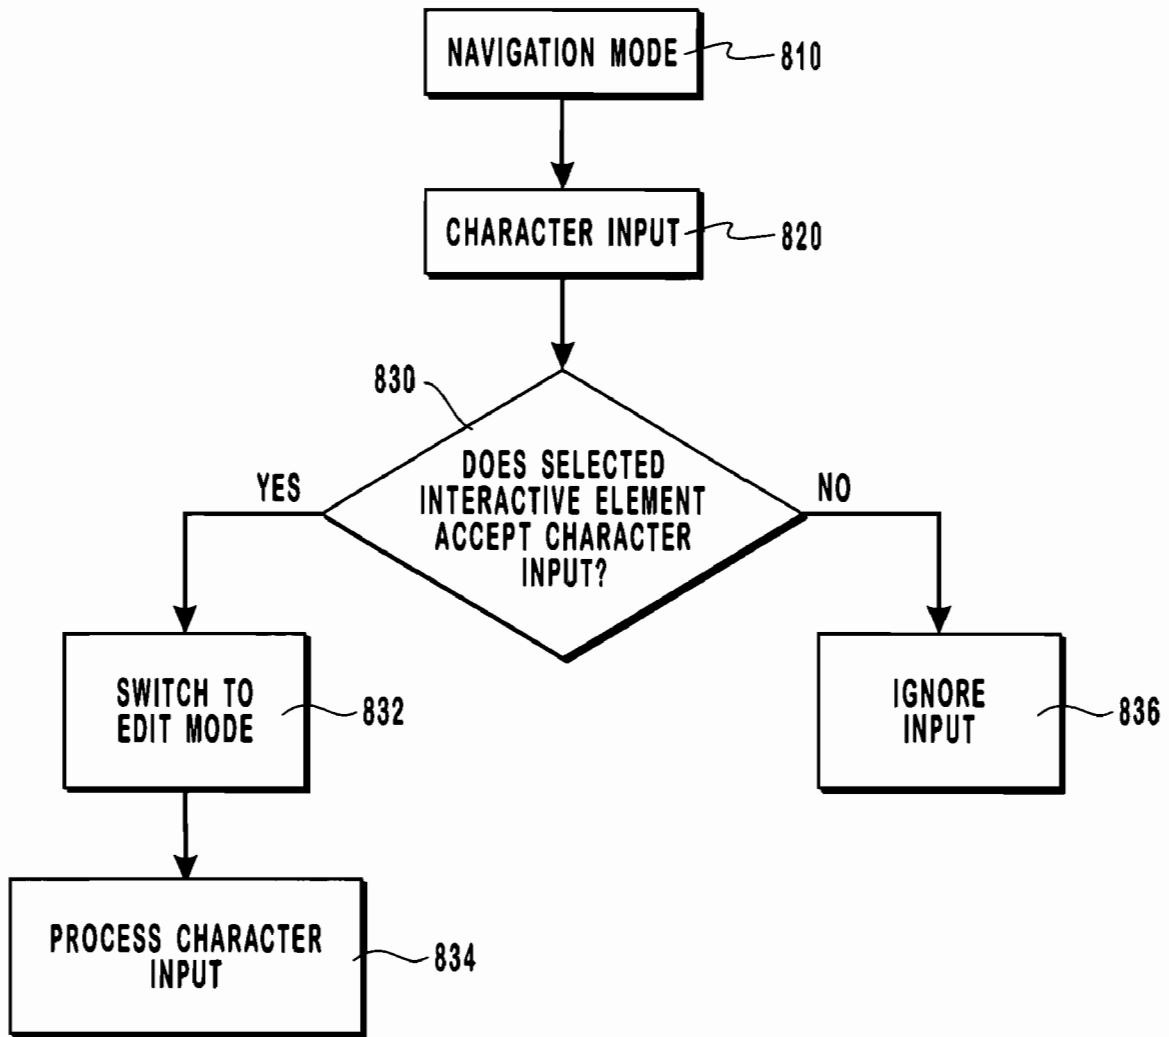 NAVIGATION MODE
810
CHARACTER INPUT
820
830
DOES SELECTED
INTERACTIVE ELEMENT
ACCEPT CHARACTER
INPUT?
YES
NO
SWITCH TO
EDIT MODE
832
IGNORE
INPUT
836
PROCESS CHARACTER
INPUT
834